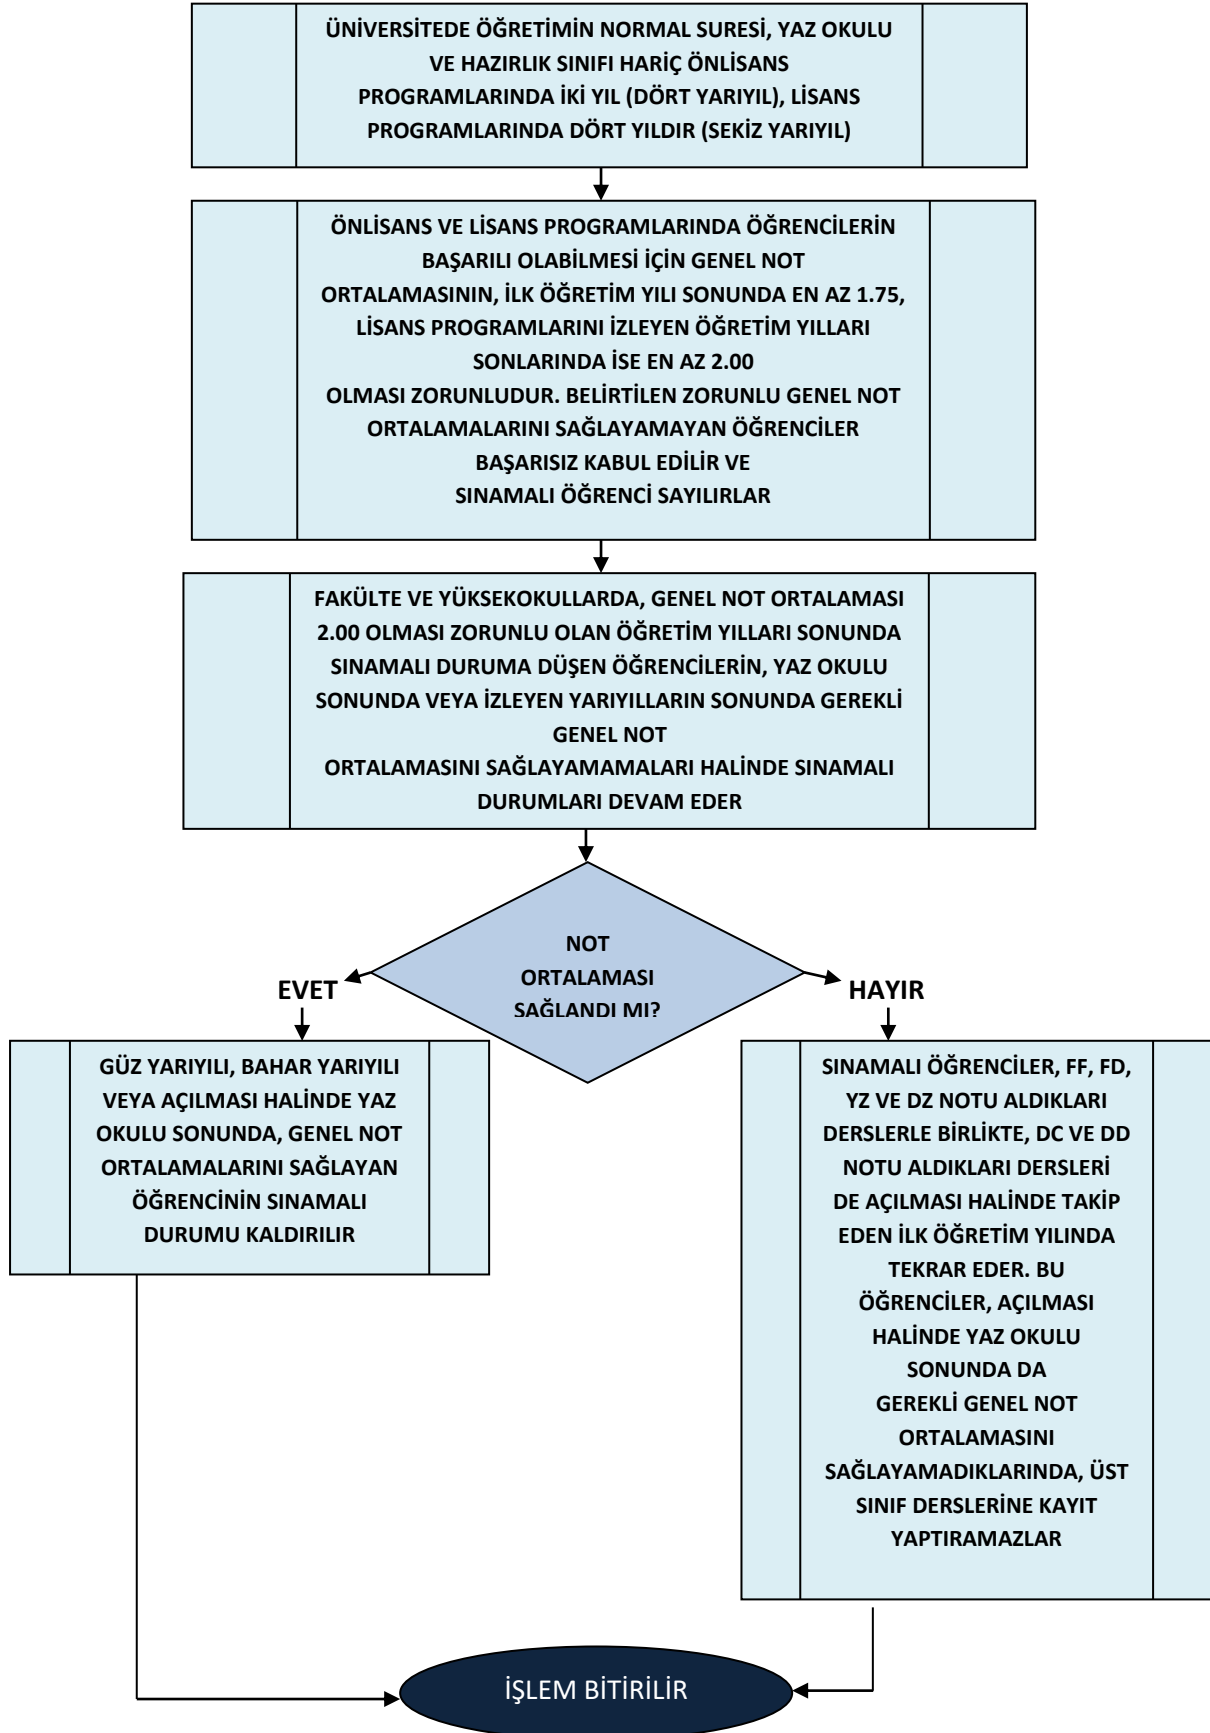 ÜNİVERSİTEDE ÖĞRETİMİN NORMAL SURESİ, YAZ OKULU
VE HAZIRLIK SINIFI HARİÇ ÖNLİSANS
PROGRAMLARINDA İKİ YIL (DÖRT YARIYIL), LİSANS
PROGRAMLARINDA DÖRT YILDIR (SEKİZ YARIYIL)
ÖNLİSANS VE LİSANS PROGRAMLARINDA ÖĞRENCİLERİN
BAŞARILI OLABİLMESİ İÇİN GENEL NOT
ORTALAMASININ, İLK ÖĞRETİM YILI SONUNDA EN AZ 1.75,
LİSANS PROGRAMLARINI İZLEYEN ÖĞRETİM YILLARI
SONLARINDA İSE EN AZ 2.00
OLMASI ZORUNLUDUR. BELİRTİLEN ZORUNLU GENEL NOT
ORTALAMALARINI SAĞLAYAMAYAN ÖĞRENCİLER
BAŞARISIZ KABUL EDİLİR VE
SINAMALI ÖĞRENCİ SAYILIRLAR
FAKÜLTE VE YÜKSEKOKULLARDA, GENEL NOT ORTALAMASI
2.00 OLMASI ZORUNLU OLAN ÖĞRETİM YILLARI SONUNDA
SINAMALI DURUMA DÜŞEN ÖĞRENCİLERİN, YAZ OKULU
SONUNDA VEYA İZLEYEN YARIYILLARIN SONUNDA GEREKLİ
GENEL NOT
ORTALAMASINI SAĞLAYAMAMALARI HALİNDE SINAMALI
DURUMLARI DEVAM EDER
NOT
ORTALAMASI
SAĞLANDI MI?
EVET
HAYIR
GÜZ YARIYILI, BAHAR YARIYILI
VEYA AÇILMASI HALİNDE YAZ
OKULU SONUNDA, GENEL NOT
ORTALAMALARINI SAĞLAYAN
ÖĞRENCİNİN SINAMALI
DURUMU KALDIRILIR
SINAMALI ÖĞRENCİLER, FF, FD,
YZ VE DZ NOTU ALDIKLARI
DERSLERLE BİRLİKTE, DC VE DD
NOTU ALDIKLARI DERSLERİ
DE AÇILMASI HALİNDE TAKİP
EDEN İLK ÖĞRETİM YILINDA
TEKRAR EDER. BU
ÖĞRENCİLER, AÇILMASI
HALİNDE YAZ OKULU
SONUNDA DA
GEREKLİ GENEL NOT
ORTALAMASINI
SAĞLAYAMADIKLARINDA, ÜST
SINIF DERSLERİNE KAYIT
YAPTIRAMAZLAR
İŞLEM BİTİRİLİR